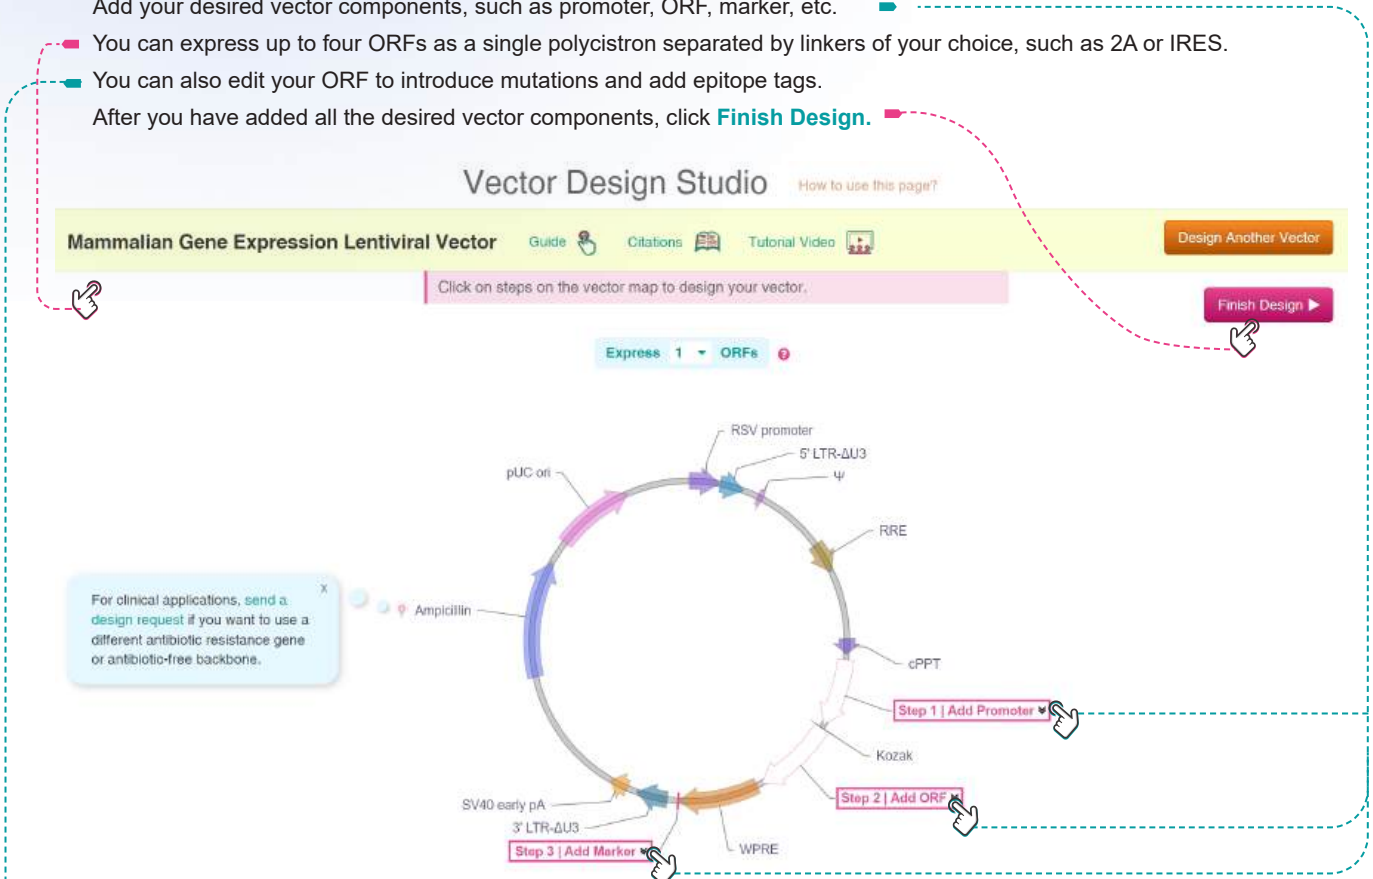 Add your desired vector components, such as promoter, ORF, marker, etc.
You can express up to four ORFs as a single polycistron separated by linkers of your choice, such as 2A or IRES.
You can also edit your ORF to introduce mutations and add epitope tags.
After you have added all the desired vector components, click Finish Design.
Vector Design Studio How to use this page?
Mammalian Gene Expression Lentiviral Vector Guide Citations Tutorial Video Design Another Vector
Click on steps on the vector map to design your vector.
Finish Design
Express 1 ORFs ?
RSV promoter
5' LTR-ΔU3
Ψ
pUC ori
RRE
X
For clinical applications, send a
design request if you want to use a
different antibiotic resistance gene
or antibiotic-free backbone.
Ampicillin
cPPT
Step 1 | Add Promoter
Kozak
Step 2 | Add ORF
SV40 early pA
3' LTR-ΔU3
Step 3 | Add Marker
WPRE